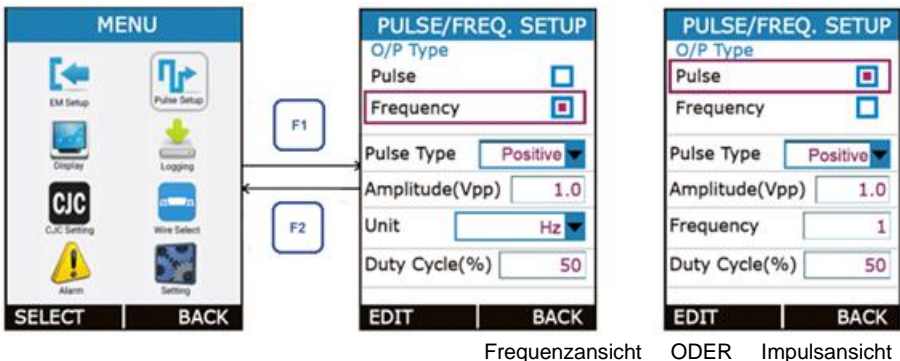 MENU
EM Setup
Pulse Setup
Display
Logging
CJC
CJC Setting
Wire Select
Alarm
Setting
SELECT BACK
F1
F2
PULSE/FREQ. SETUP
O/P Type
Pulse
Frequency
Pulse Type Positive
Amplitude(Vpp) 1.0
Unit Hz
Duty Cycle(%) 50
EDIT BACK
PULSE/FREQ. SETUP
O/P Type
Pulse
Frequency
Pulse Type Positive
Amplitude(Vpp) 1.0
Frequency 1
Duty Cycle(%) 50
EDIT BACK
Frequenzansicht ODER Impulsansicht